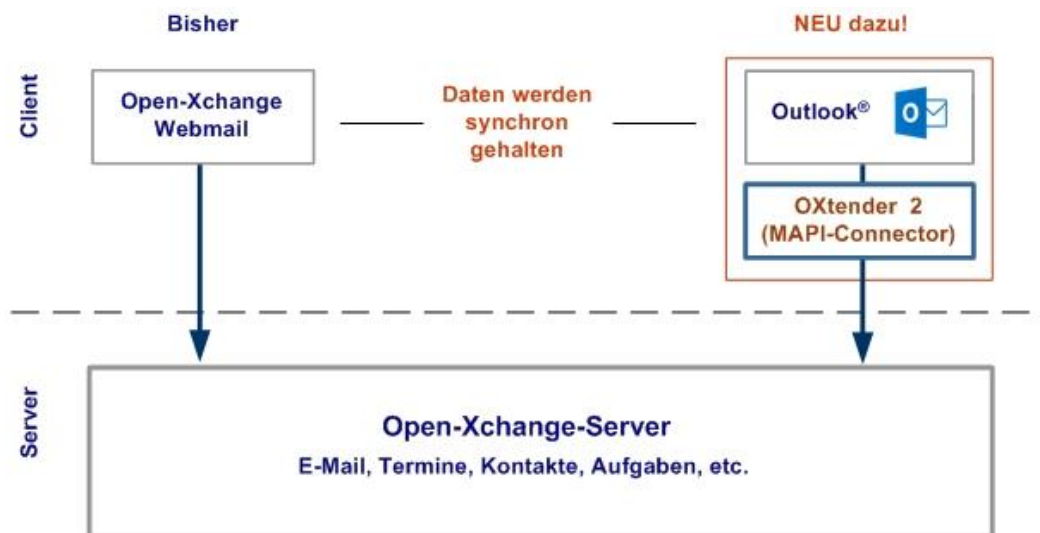 Bisher
NEU dazu!
Client
Open-Xchange
Webmail
Daten werden
synchron
gehalten
Outlook®
OXtender 2
(MAPI-Connector)
Server
Open-Xchange-Server
E-Mail, Termine, Kontakte, Aufgaben, etc.